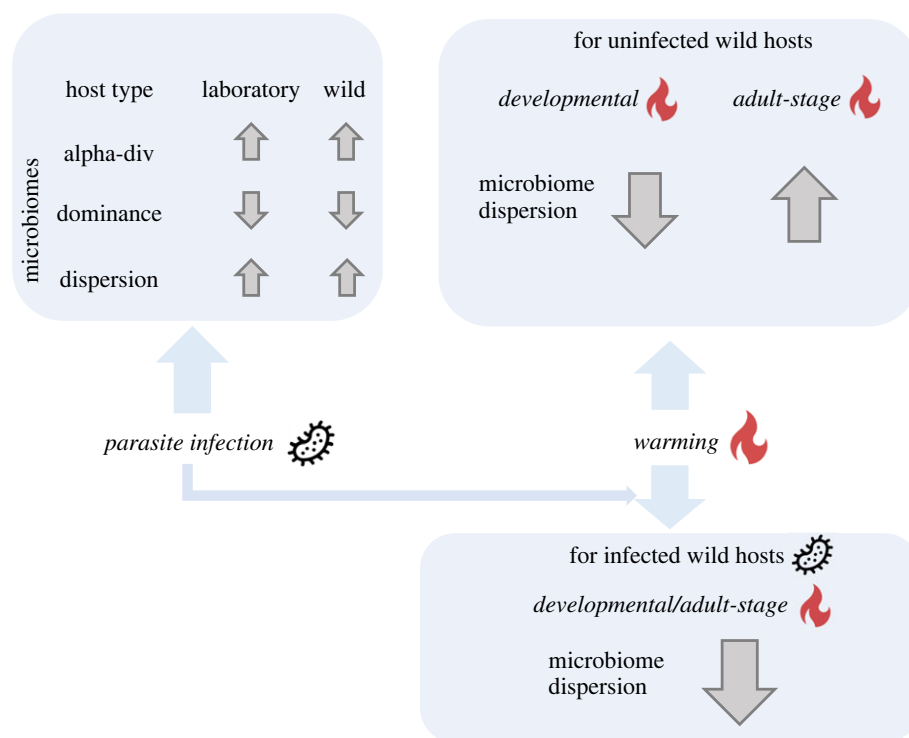 host type laboratory wild
microbiomes
alpha-div
dominance
dispersion
for uninfected wild hosts
developmental adult-stage
microbiome
dispersion
parasite infection
warming
for infected wild hosts
developmental/adult-stage
microbiome
dispersion